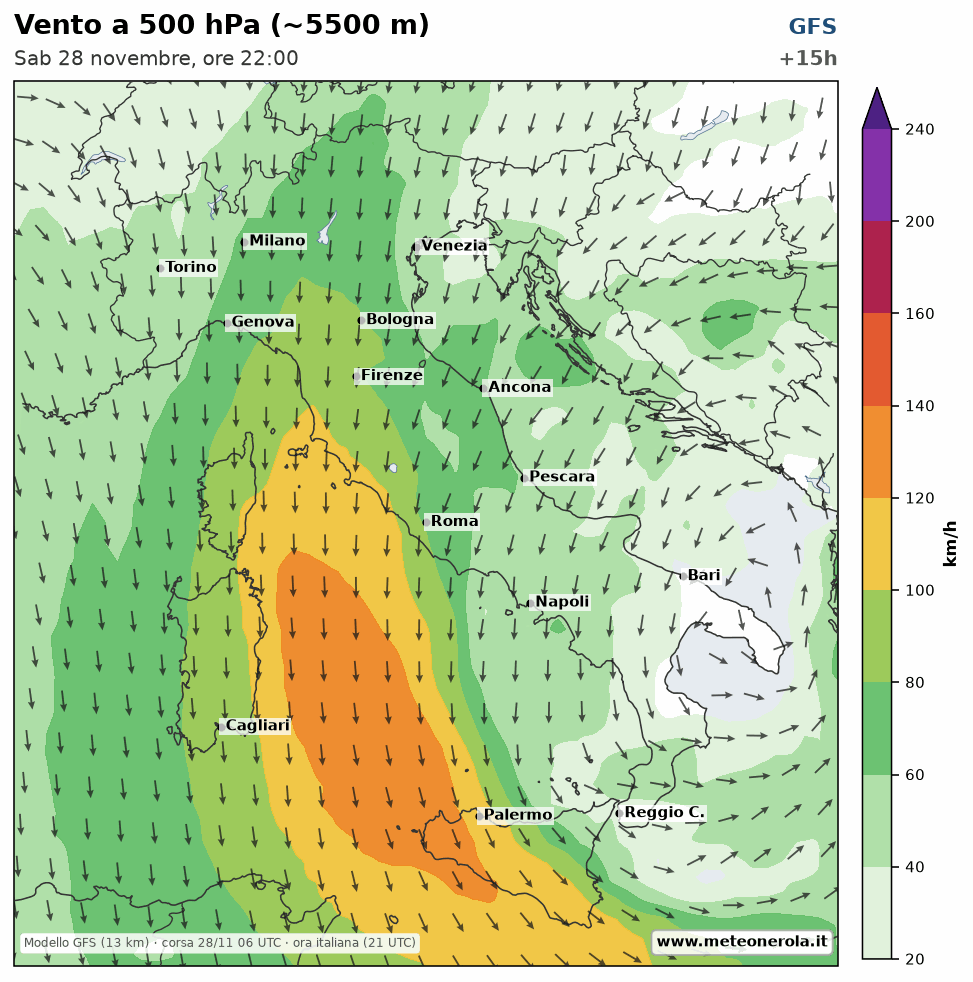 Vento a 500 hPa (~5500 m)
GFS
Sab 28 novembre, ore 22:00
+15h
240
200
160
140
120
100
80
60
40
20
km/h
Milano
Venezia
Torino
Genova
Bologna
Firenze
Ancona
Pescara
Roma
Bari
Napoli
Cagliari
Palermo
Reggio C.
Modello GFS (13 km) · corsa 28/11 06 UTC · ora italiana (21 UTC)
www.meteonerola.it